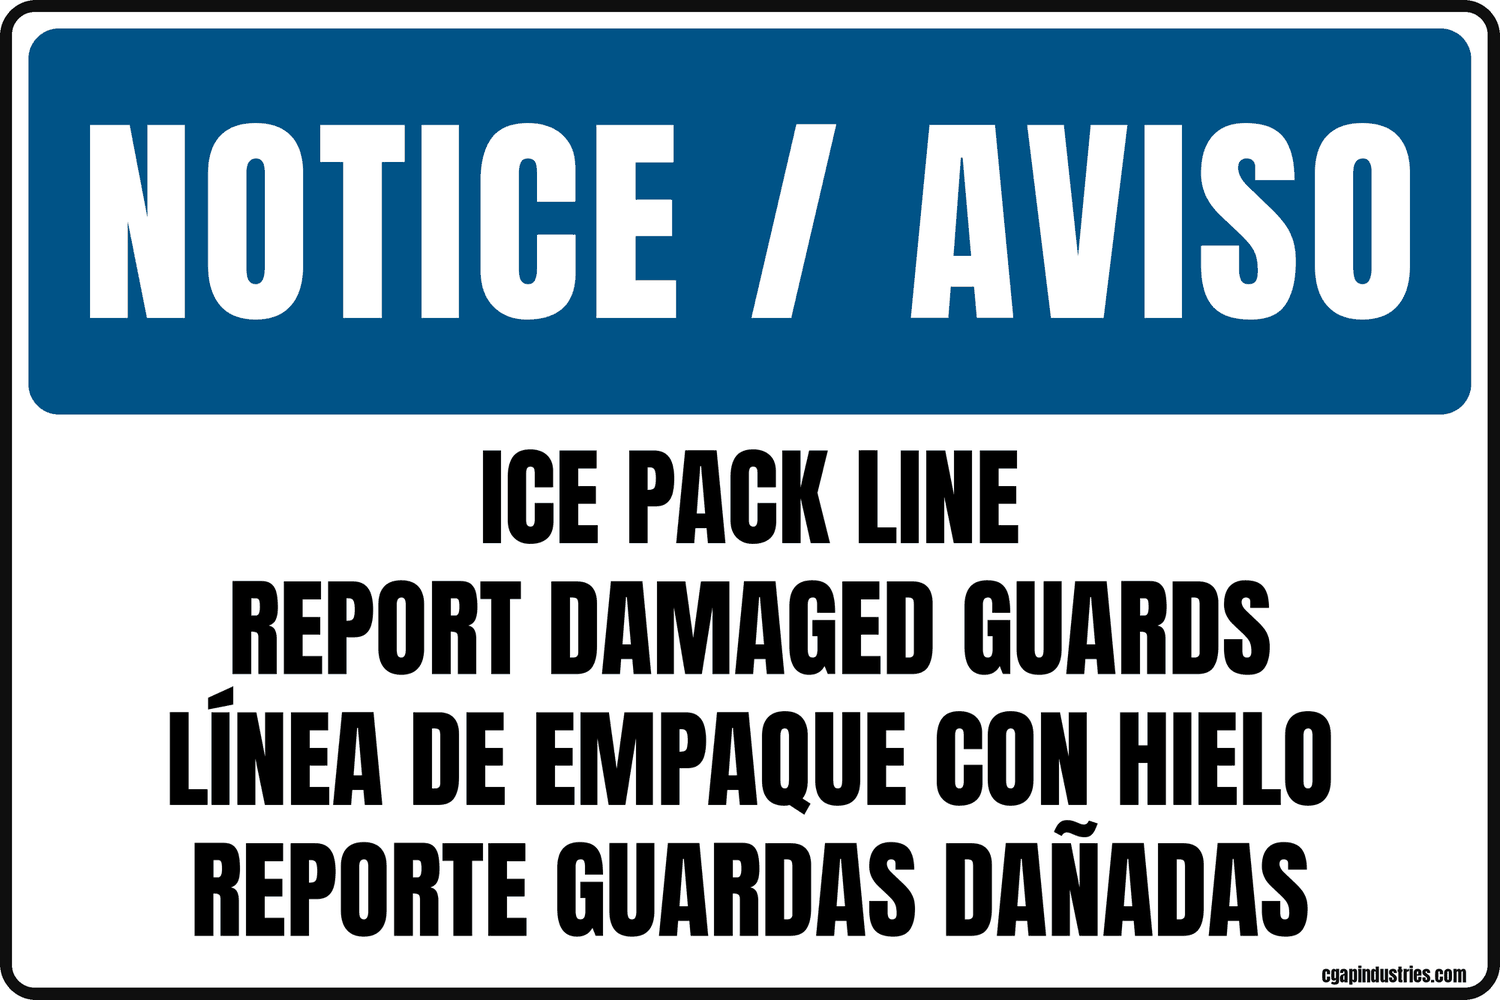 NOTICE / AVISO
ICE PACK LINE
REPORT DAMAGED GUARDS
LÍNEA DE EMPAQUE CON HIELO
REPORTE GUARDAS DAÑADAS
cgapindustries.com